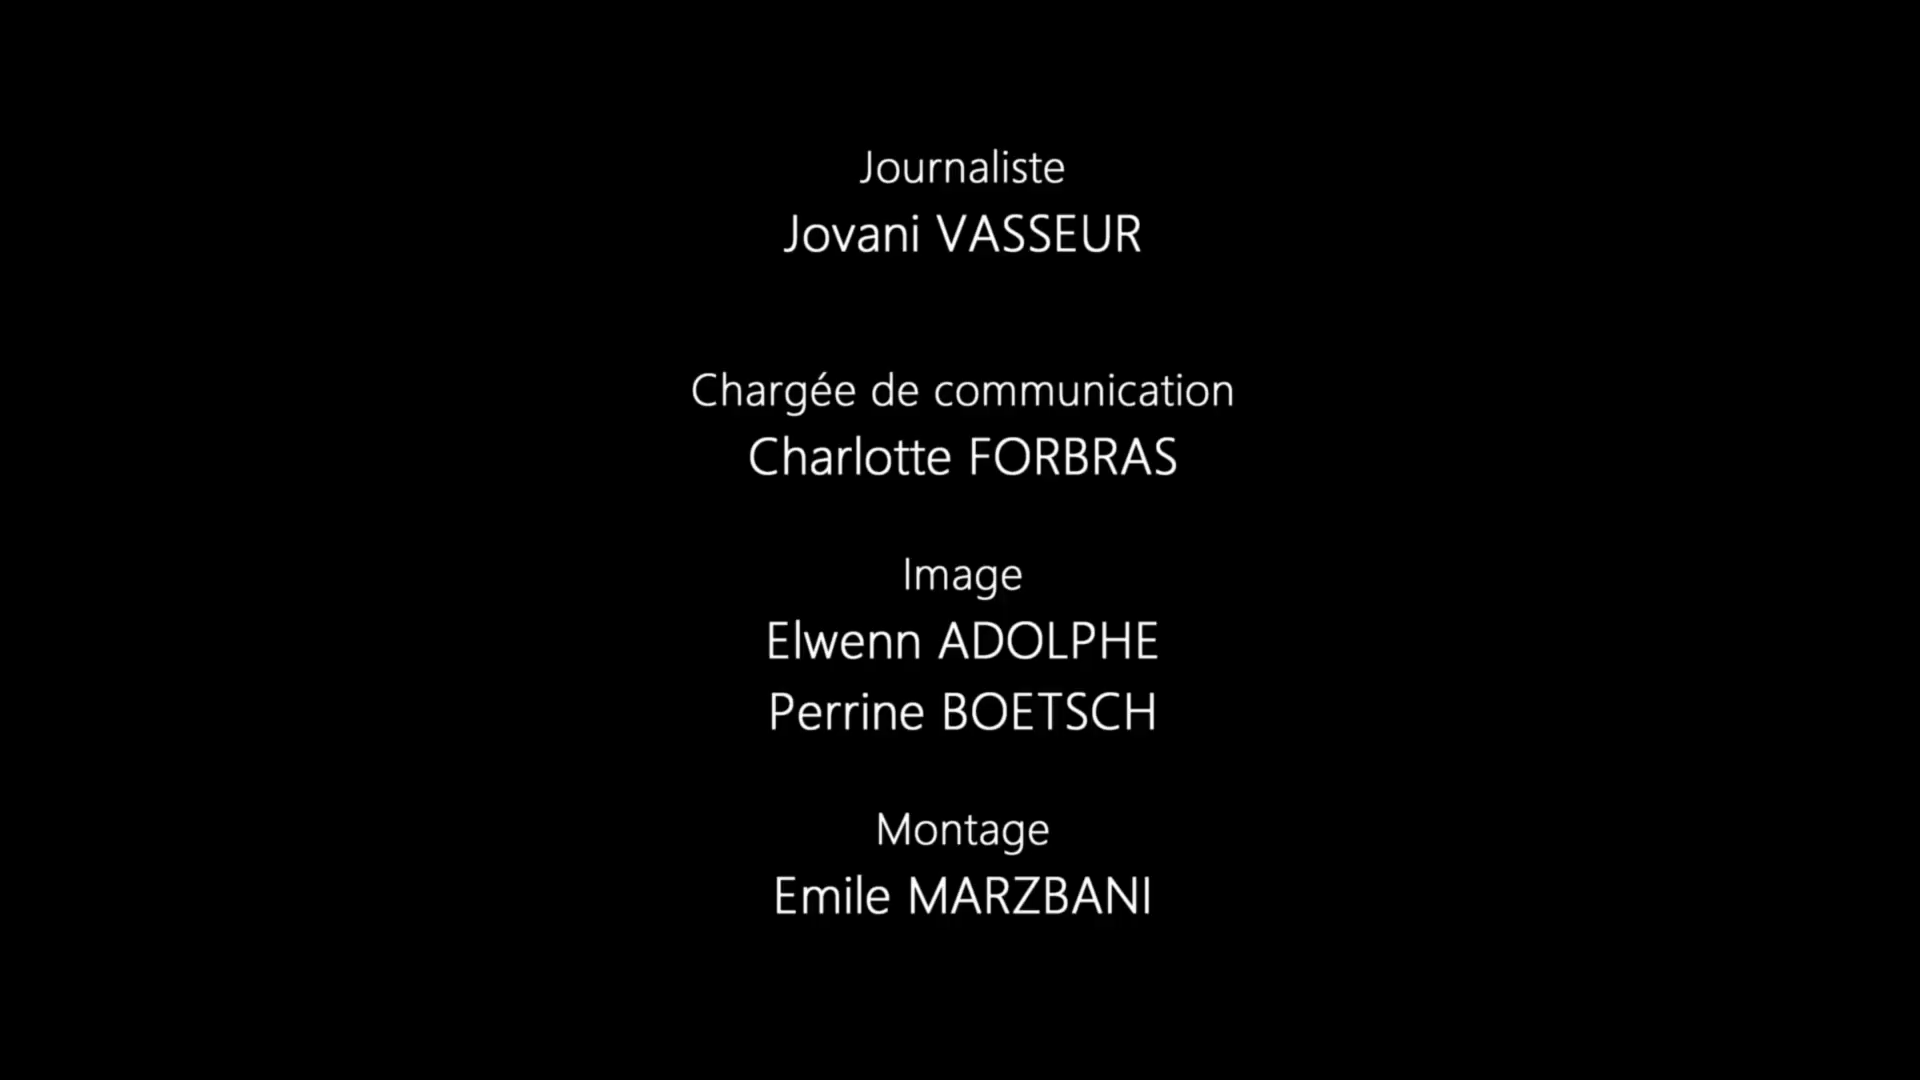 Journaliste
Jovani VASSEUR
Chargée de communication
Charlotte FORBRAS
Image
Elwenn ADOLPHE
Perrine BOETSCH
Montage
Emile MARZBANI